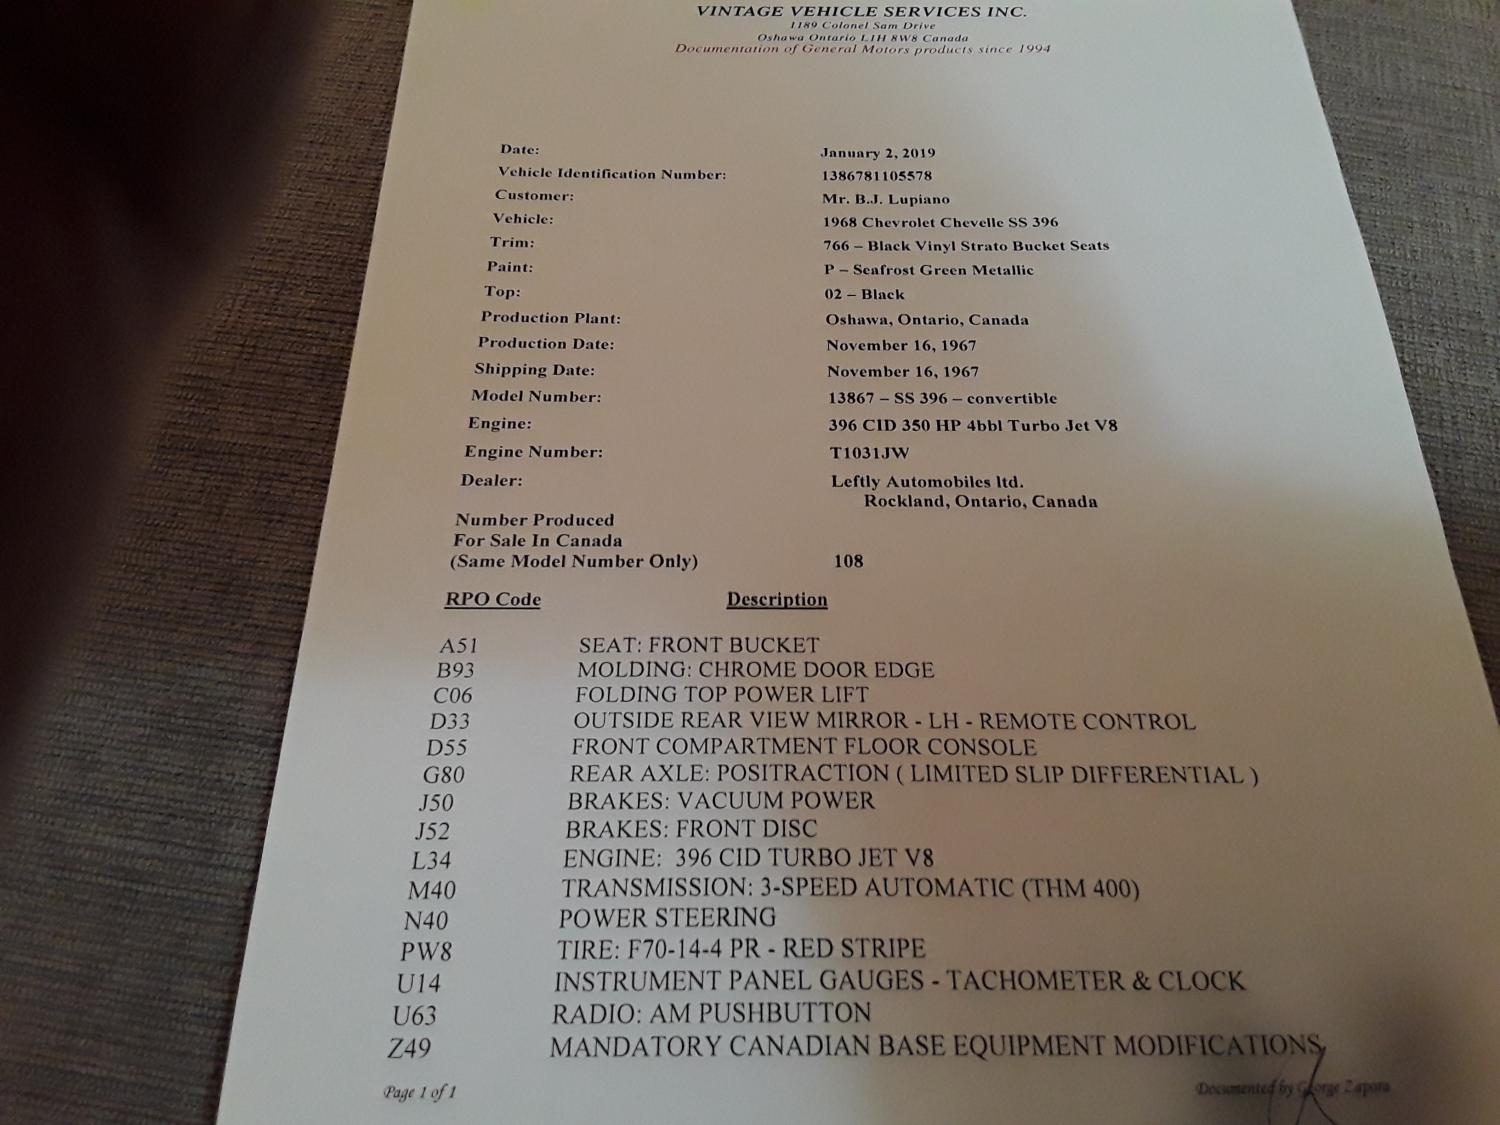 VINTAGE VEHICLE SERVICES INC.
1189 Colonel Sam Drive
Oshawa Ontario L1H 8W8 Canada
Documentation of General Motors products since 1994
Date: January 2, 2019
Vehicle Identification Number: 1386781105578
Customer: Mr. B.J. Lupiano
Vehicle: 1968 Chevrolet Chevelle SS 396
Trim: 766 – Black Vinyl Strato Bucket Seats
Paint: P – Seafrost Green Metallic
Top: 02 – Black
Production Plant: Oshawa, Ontario, Canada
Production Date: November 16, 1967
Shipping Date: November 16, 1967
Model Number: 13867 – SS 396 – convertible
Engine: 396 CID 350 HP 4bbl Turbo Jet V8
Engine Number: T1031JW
Dealer: Leftly Automobiles ltd.
Rockland, Ontario, Canada
Number Produced
For Sale In Canada
(Same Model Number Only) 108
RPO Code Description
A51 SEAT: FRONT BUCKET
B93 MOLDING: CHROME DOOR EDGE
C06 FOLDING TOP POWER LIFT
D33 OUTSIDE REAR VIEW MIRROR - LH - REMOTE CONTROL
D55 FRONT COMPARTMENT FLOOR CONSOLE
G80 REAR AXLE: POSITRACTION ( LIMITED SLIP DIFFERENTIAL )
J50 BRAKES: VACUUM POWER
J52 BRAKES: FRONT DISC
L34 ENGINE: 396 CID TURBO JET V8
M40 TRANSMISSION: 3-SPEED AUTOMATIC (THM 400)
N40 POWER STEERING
PW8 TIRE: F70-14-4 PR - RED STRIPE
U14 INSTRUMENT PANEL GAUGES - TACHOMETER & CLOCK
U63 RADIO: AM PUSHBUTTON
Z49 MANDATORY CANADIAN BASE EQUIPMENT MODIFICATIONS
Page 1 of 1 Documented by George Zapora